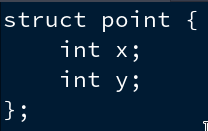 struct point {
    int x;
    int y;
};